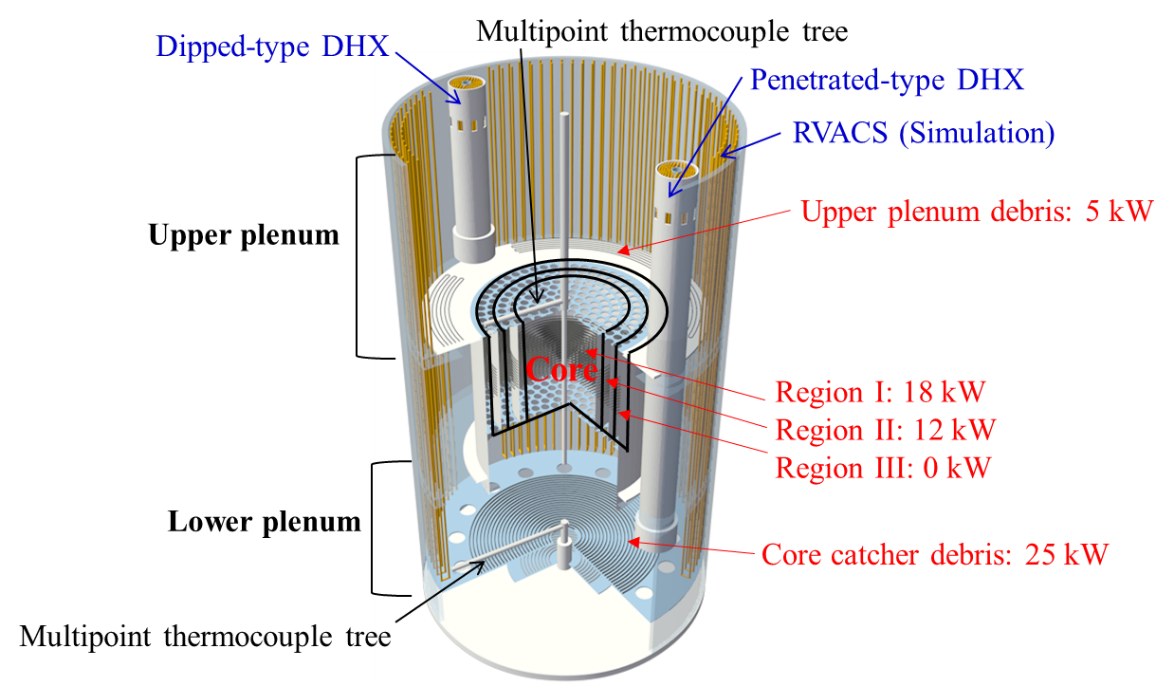 Multipoint thermocouple tree
Dipped-type DHX
Penetrated-type DHX
RVACS (Simulation)
Upper plenum debris: 5 kW
Upper plenum
Core
Region I: 18 kW
Region II: 12 kW
Region III: 0 kW
Lower plenum
Core catcher debris: 25 kW
Multipoint thermocouple tree